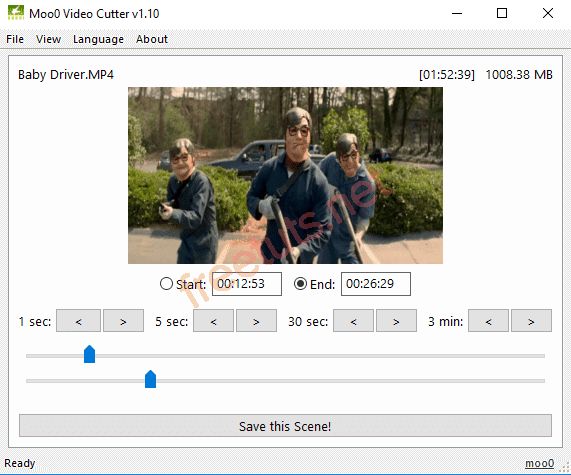 Moo0 Video Cutter v1.10
File View Language About
Baby Driver.MP4 [01:52:39] 1008.38 MB
freetuts.net
Start: 00:12:53 End: 00:26:29
1 sec: < > 5 sec: < > 30 sec: < > 3 min: < >
Save this Scene!
Ready moo0